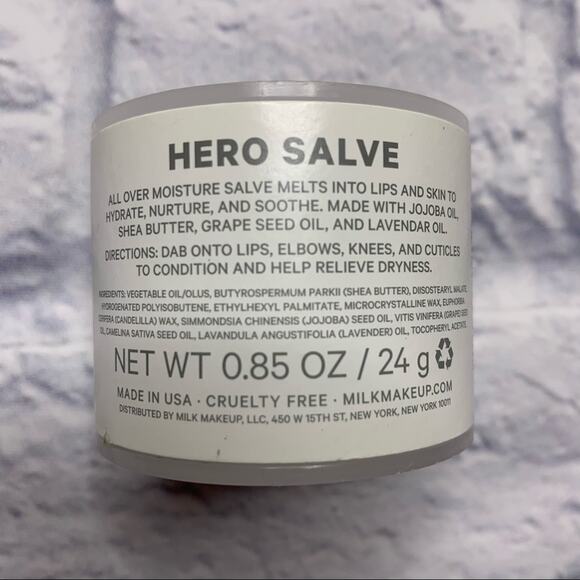 HERO SALVE
ALL OVER MOISTURE SALVE MELTS INTO LIPS AND SKIN TO
HYDRATE, NURTURE, AND SOOTHE. MADE WITH JOJOBA OIL,
SHEA BUTTER, GRAPE SEED OIL, AND LAVENDAR OIL.
DIRECTIONS: DAB ONTO LIPS, ELBOWS, KNEES, AND CUTICLES
TO CONDITION AND HELP RELIEVE DRYNESS.
INGREDIENTS: VEGETABLE OIL/OLUS, BUTYROSPERMUM PARKII (SHEA BUTTER), DIISOSTEARYL MALATE,
HYDROGENATED POLYISOBUTENE, ETHYLHEXYL PALMITATE, MICROCRYSTALLINE WAX, EUPHORBIA
CERIFERA (CANDELILLA) WAX, SIMMONDSIA CHINENSIS (JOJOBA) SEED OIL, VITIS VINIFERA (GRAPE) SEED
OIL, CAMELINA SATIVA SEED OIL, LAVANDULA ANGUSTIFOLIA (LAVENDER) OIL, TOCOPHERYL ACETATE.
NET WT 0.85 OZ / 24 g
MADE IN USA · CRUELTY FREE · MILKMAKEUP.COM
DISTRIBUTED BY MILK MAKEUP, LLC, 450 W 15TH ST, NEW YORK, NEW YORK 10011